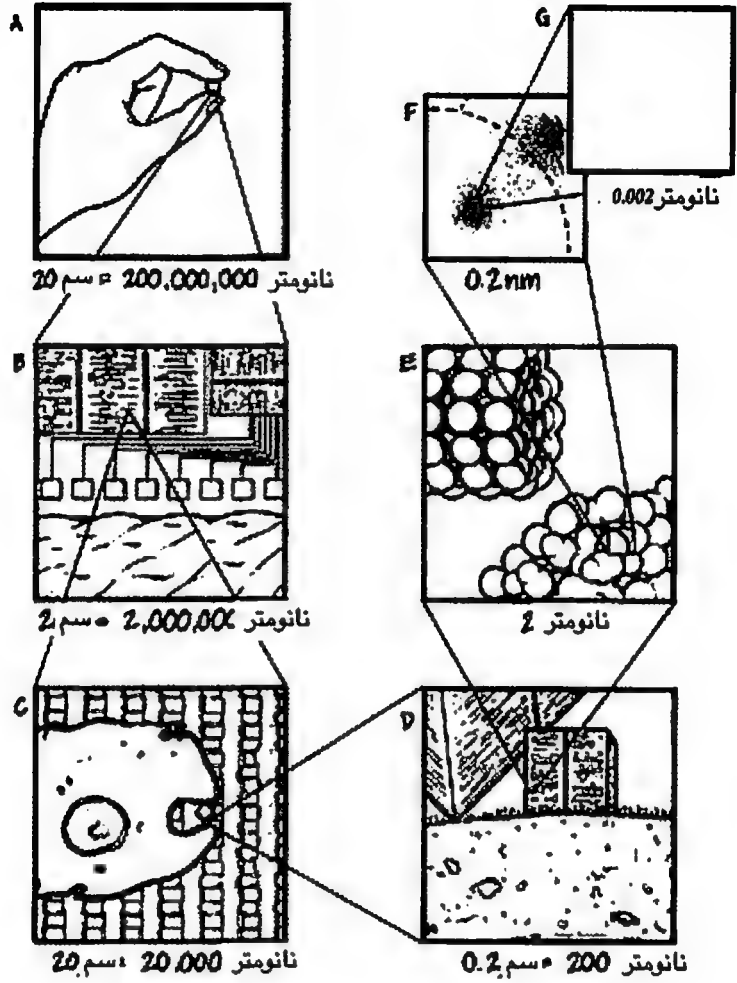 A
20 سم = 200,000,000 نانومتر
B
2 سم = 2,000,000 نانومتر
C
20 سم = 20,000 نانومتر
D
0.2 سم = 200 نانومتر
E
2 نانومتر
F
0.2nm
G
0.002 نانومتر